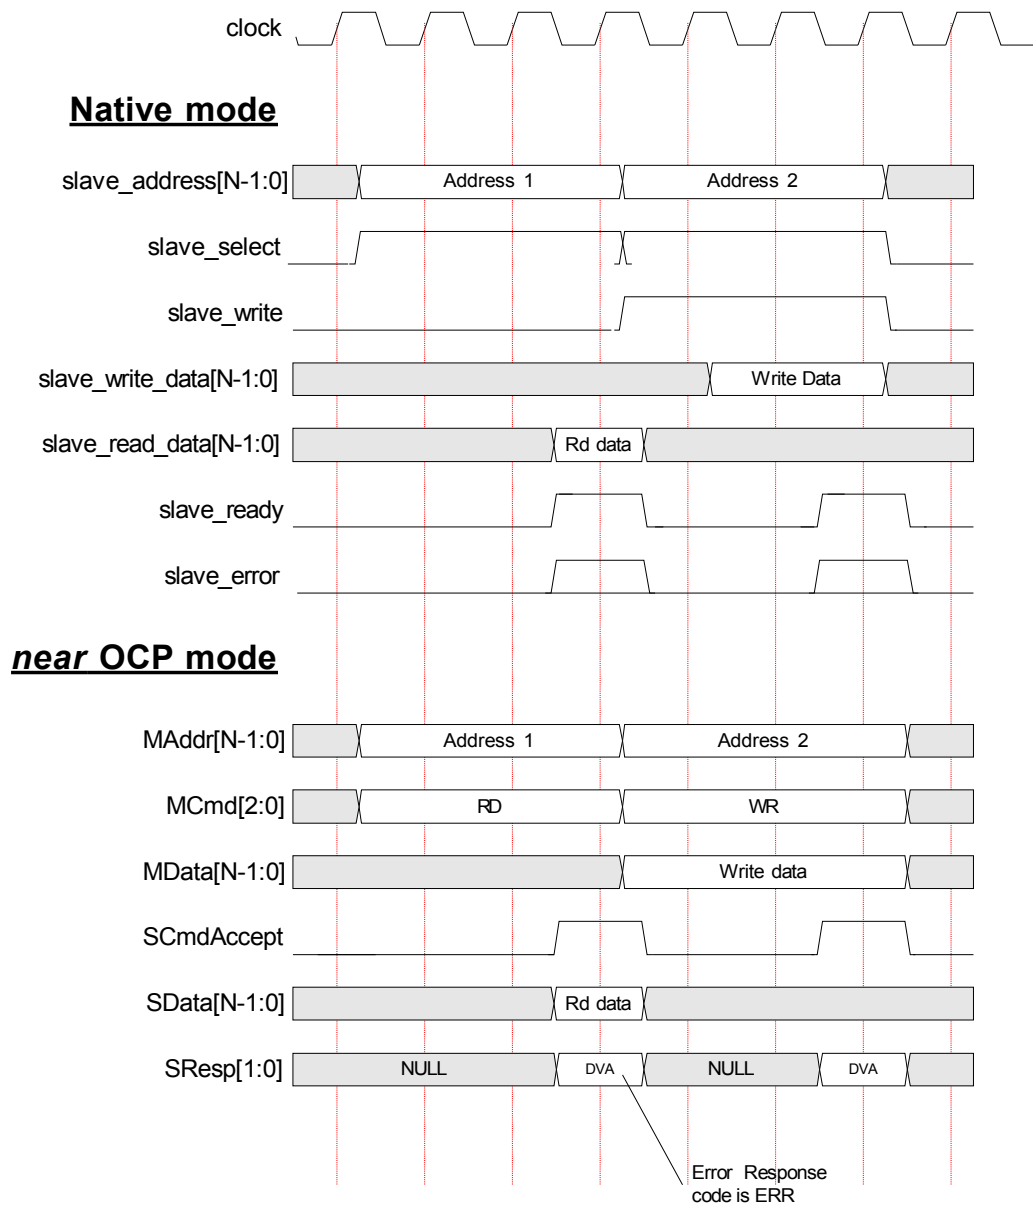 clock
Native mode
slave_address[N-1:0] Address 1 Address 2
slave_select
slave_write
slave_write_data[N-1:0] Write Data
slave_read_data[N-1:0] Rd data
slave_ready
slave_error
near OCP mode
MAddr[N-1:0] Address 1 Address 2
MCmd[2:0] RD WR
MData[N-1:0] Write data
SCmdAccept
SData[N-1:0] Rd data
SResp[1:0] NULL DVA NULL DVA
Error Response
code is ERR